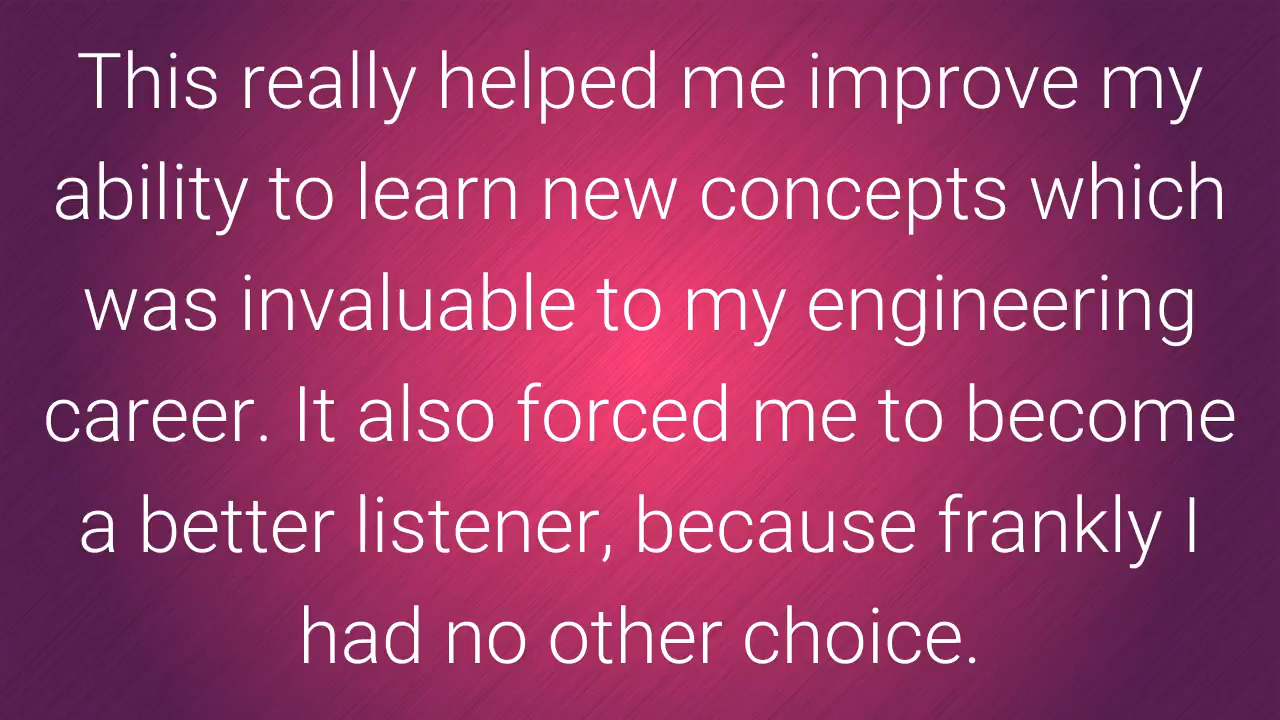 This really helped me improve my
ability to learn new concepts which
was invaluable to my engineering
career. It also forced me to become
a better listener, because frankly I
had no other choice.